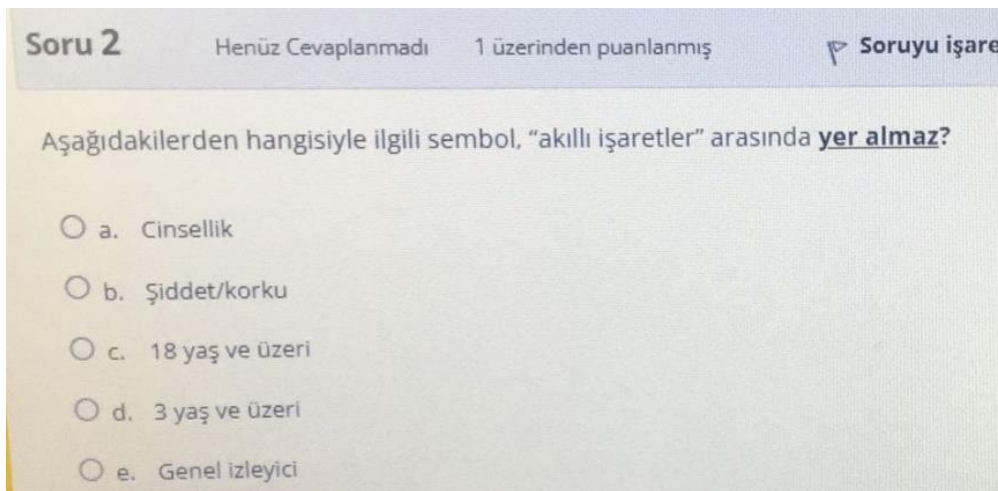 Soru 2
Henüz Cevaplanmadı
1 üzerinden puanlanmış
Soruyu işare
Aşağıdakilerden hangisiyle ilgili sembol, “akıllı işaretler” arasında yer almaz?
a. Cinsellik
b. Şiddet/korku
c. 18 yaş ve üzeri
d. 3 yaş ve üzeri
e. Genel izleyici